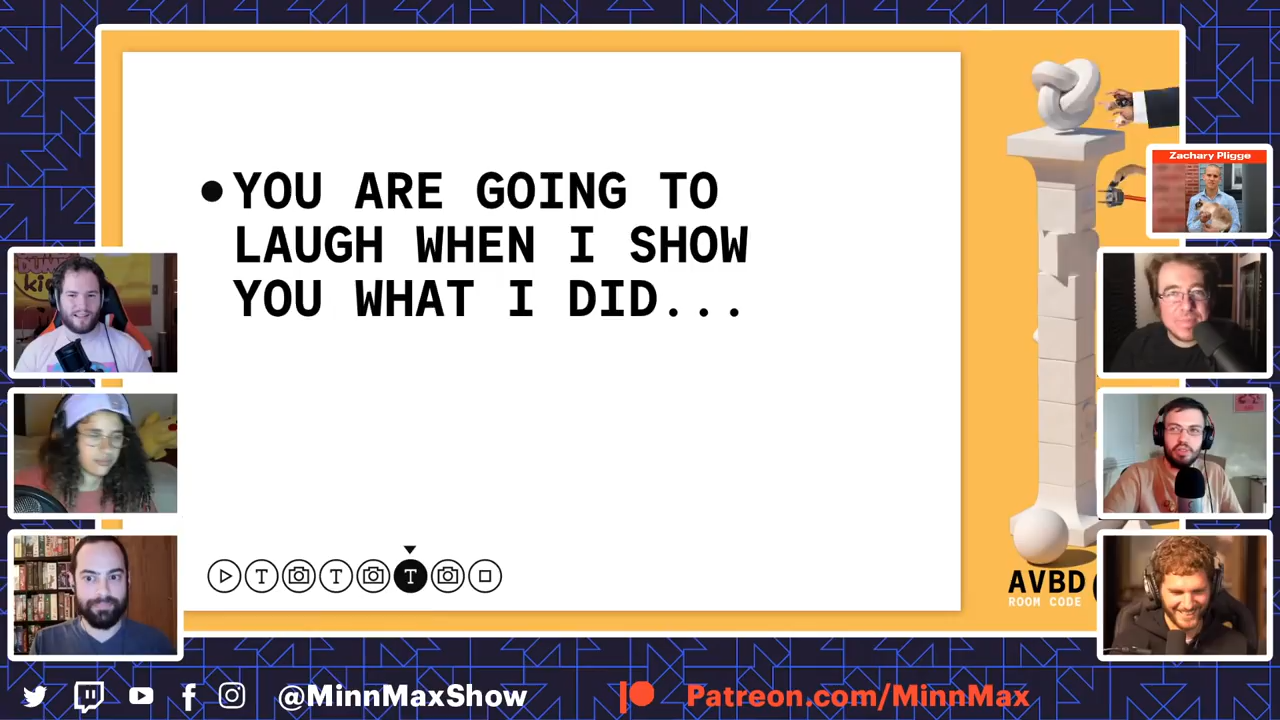 YOU ARE GOING TO
LAUGH WHEN I SHOW
YOU WHAT I DID...
Zachary Pligge
T
T
T
AVBD
ROOM CODE
@MinnMaxShow
Patreon.com/MinnMax